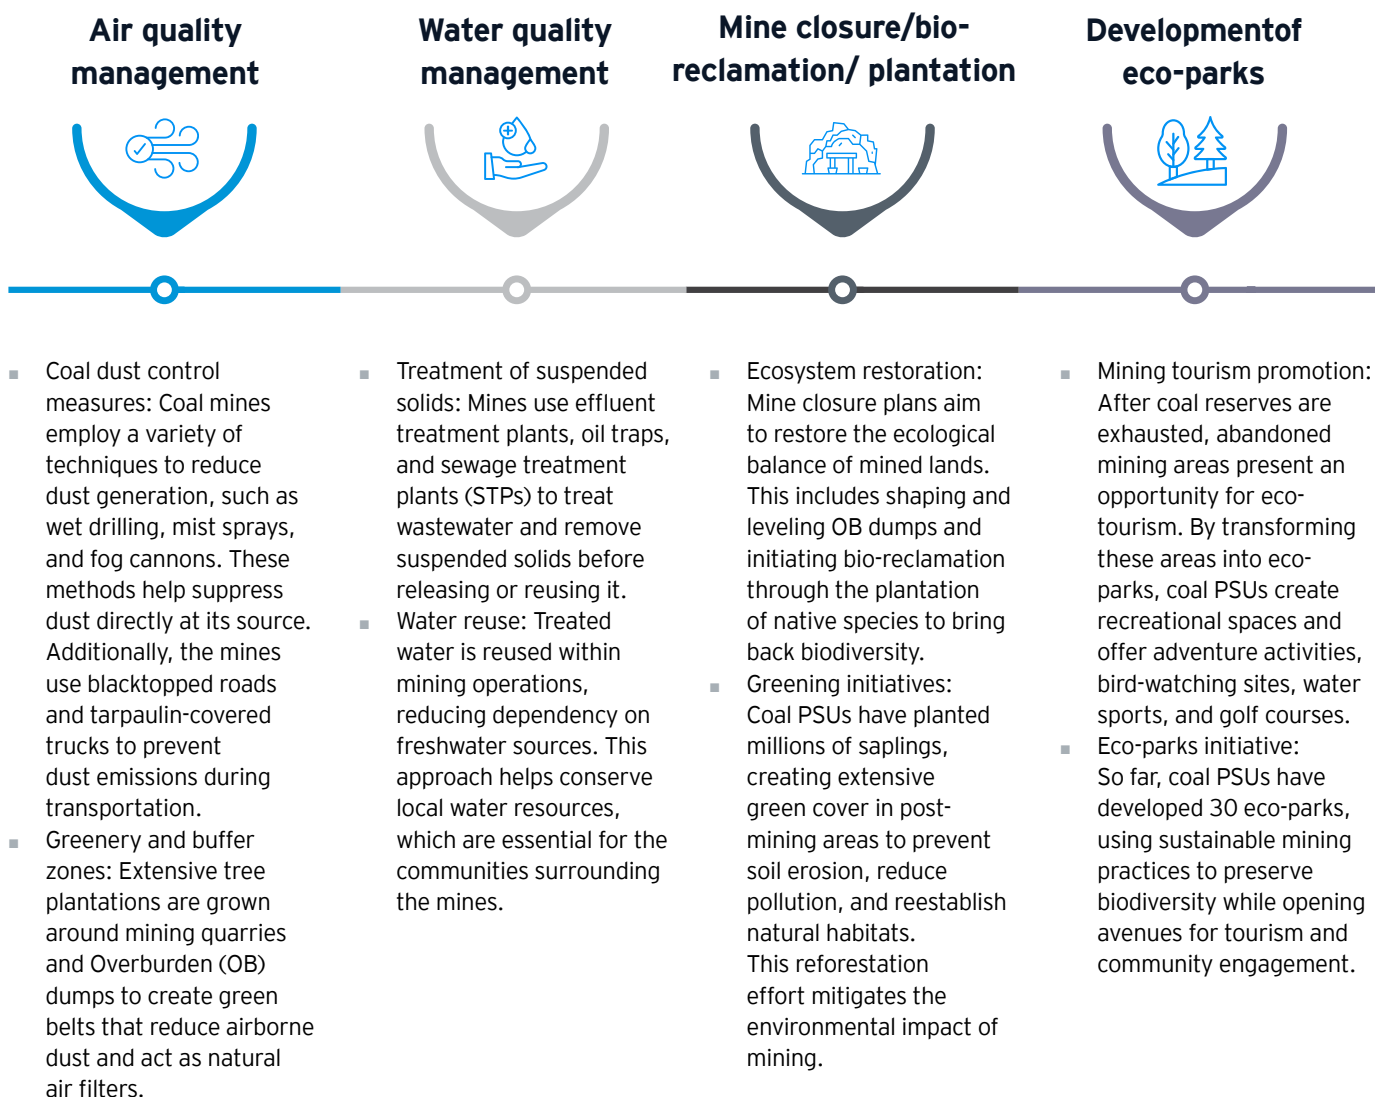 Air quality
management
Water quality
management
Mine closure/bio-
reclamation/ plantation
Developmentof
eco-parks
▪ Coal dust control
measures: Coal mines
employ a variety of
techniques to reduce
dust generation, such as
wet drilling, mist sprays,
and fog cannons. These
methods help suppress
dust directly at its source.
Additionally, the mines
use blacktopped roads
and tarpaulin-covered
trucks to prevent
dust emissions during
transportation.
▪ Greenery and buffer
zones: Extensive tree
plantations are grown
around mining quarries
and Overburden (OB)
dumps to create green
belts that reduce airborne
dust and act as natural
air filters.
▪ Treatment of suspended
solids: Mines use effluent
treatment plants, oil traps,
and sewage treatment
plants (STPs) to treat
wastewater and remove
suspended solids before
releasing or reusing it.
▪ Water reuse: Treated
water is reused within
mining operations,
reducing dependency on
freshwater sources. This
approach helps conserve
local water resources,
which are essential for the
communities surrounding
the mines.
▪ Ecosystem restoration:
Mine closure plans aim
to restore the ecological
balance of mined lands.
This includes shaping and
leveling OB dumps and
initiating bio-reclamation
through the plantation
of native species to bring
back biodiversity.
▪ Greening initiatives:
Coal PSUs have planted
millions of saplings,
creating extensive
green cover in post-
mining areas to prevent
soil erosion, reduce
pollution, and reestablish
natural habitats.
This reforestation
effort mitigates the
environmental impact of
mining.
▪ Mining tourism promotion:
After coal reserves are
exhausted, abandoned
mining areas present an
opportunity for eco-
tourism. By transforming
these areas into eco-
parks, coal PSUs create
recreational spaces and
offer adventure activities,
bird-watching sites, water
sports, and golf courses.
▪ Eco-parks initiative:
So far, coal PSUs have
developed 30 eco-parks,
using sustainable mining
practices to preserve
biodiversity while opening
avenues for tourism and
community engagement.